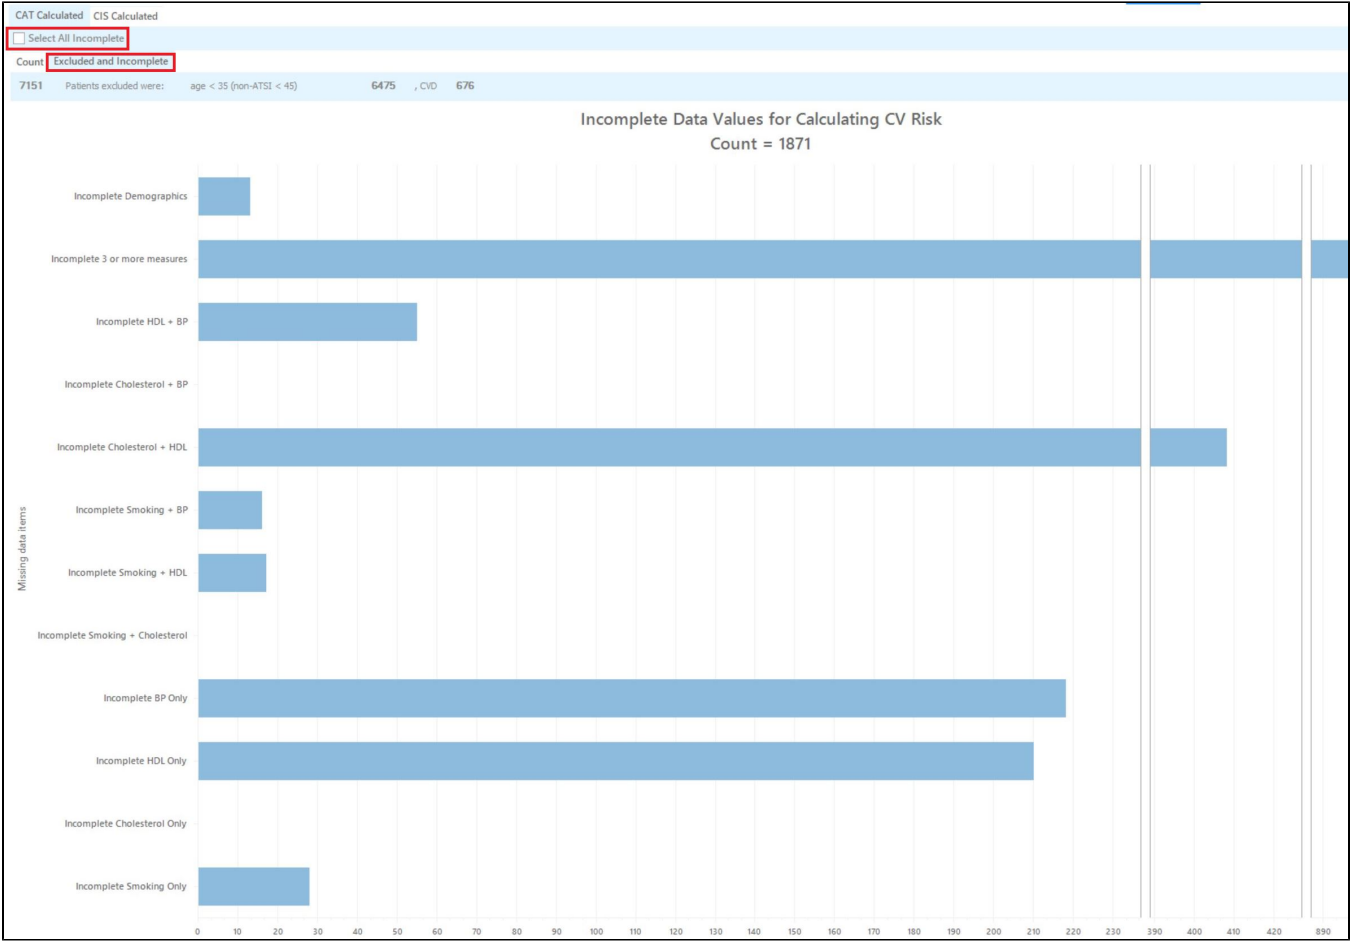 CAT Calculated CIS Calculated
Select All Incomplete
Count Excluded and Incomplete
7151 Patients excluded were: age < 35 (non-ATSI < 45) 6475 , CVD 676
Incomplete Data Values for Calculating CV Risk
Count = 1871
Incomplete Demographics
Incomplete 3 or more measures
Incomplete HDL + BP
Incomplete Cholesterol + BP
Incomplete Cholesterol + HDL
Incomplete Smoking + BP
Incomplete Smoking + HDL
Incomplete Smoking + Cholesterol
Incomplete BP Only
Incomplete HDL Only
Incomplete Cholesterol Only
Incomplete Smoking Only
Missing data items
0 10 20 30 40 50 60 70 80 90 100 110 120 130 140 150 160 170 180 190 200 210 220 230 390 400 410 420 890